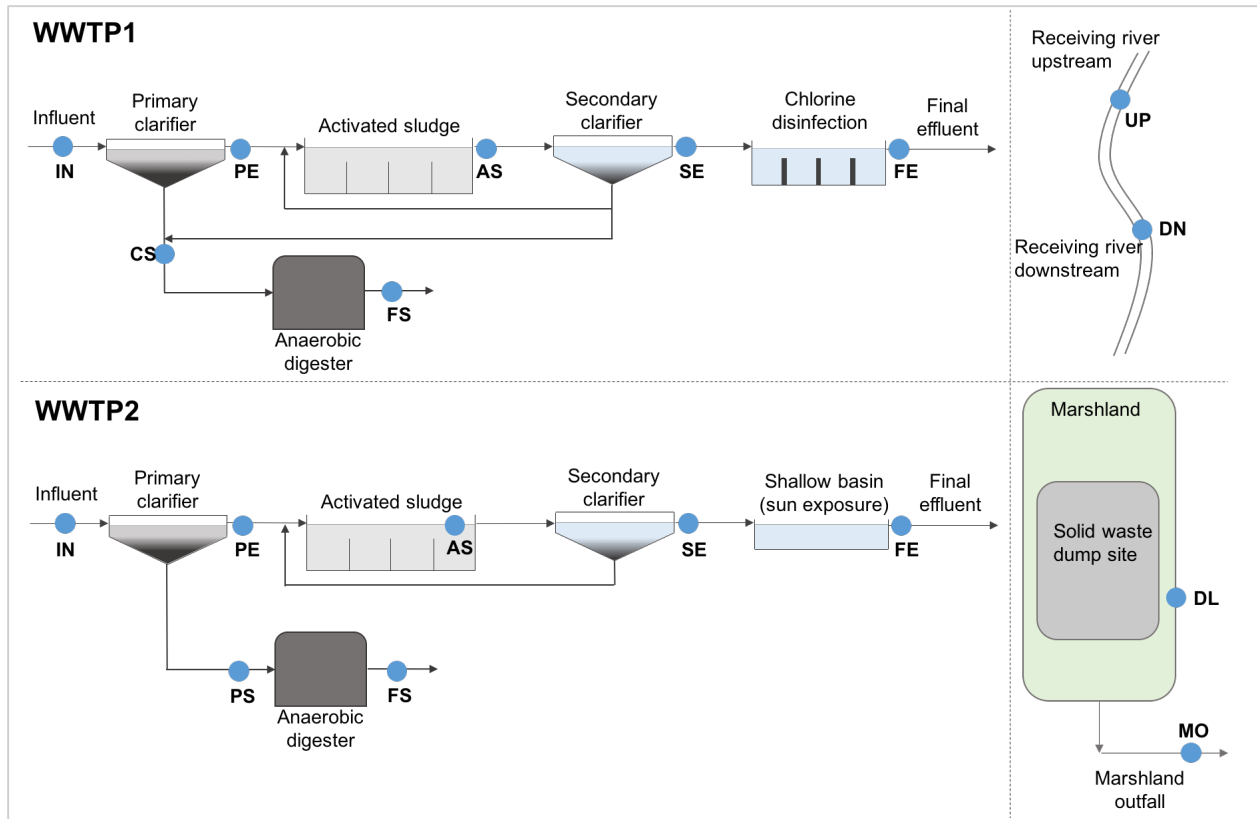 WWTP1
Influent
IN
Primary
clarifier
PE
Activated sludge
AS
Secondary
clarifier
SE
Chlorine
disinfection
FE
Final
effluent
CS
FS
Anaerobic
digester
Receiving river
upstream
UP
DN
Receiving river
downstream
WWTP2
Influent
IN
Primary
clarifier
PE
Activated sludge
AS
Secondary
clarifier
SE
Shallow basin
(sun exposure)
FE
Final
effluent
PS
FS
Anaerobic
digester
Marshland
Solid waste
dump site
DL
MO
Marshland
outfall